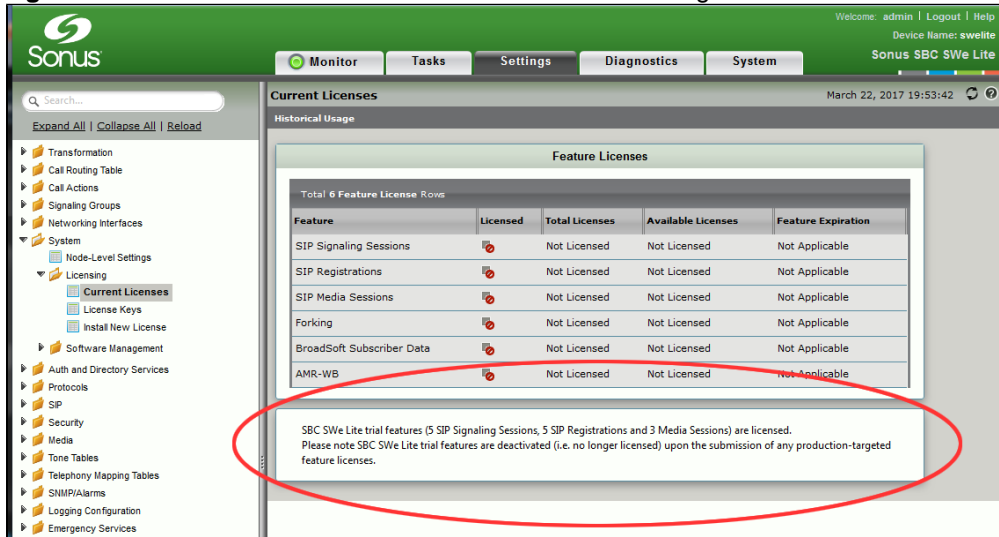 Welcome: admin | Logout | Help
Device Name: swelite
Sonus SBC SWe Lite
Sonus
Monitor
Tasks
Settings
Diagnostics
System
Search...
Expand All | Collapse All | Reload
Transformation
Call Routing Table
Call Actions
Signaling Groups
Networking Interfaces
System
Node-Level Settings
Licensing
Current Licenses
License Keys
Install New License
Software Management
Auth and Directory Services
Protocols
SIP
Security
Media
Tone Tables
Telephony Mapping Tables
SNMP/Alarms
Logging Configuration
Emergency Services
Current Licenses March 22, 2017 19:53:42
Historical Usage
Feature Licenses
Total 6 Feature License Rows
Feature Licensed Total Licenses Available Licenses Feature Expiration
SIP Signaling Sessions Not Licensed Not Licensed Not Applicable
SIP Registrations Not Licensed Not Licensed Not Applicable
SIP Media Sessions Not Licensed Not Licensed Not Applicable
Forking Not Licensed Not Licensed Not Applicable
BroadSoft Subscriber Data Not Licensed Not Licensed Not Applicable
AMR-WB Not Licensed Not Licensed Not Applicable
SBC SWe Lite trial features (5 SIP Signaling Sessions, 5 SIP Registrations and 3 Media Sessions) are licensed.
Please note SBC SWe Lite trial features are deactivated (i.e. no longer licensed) upon the submission of any production-targeted
feature licenses.